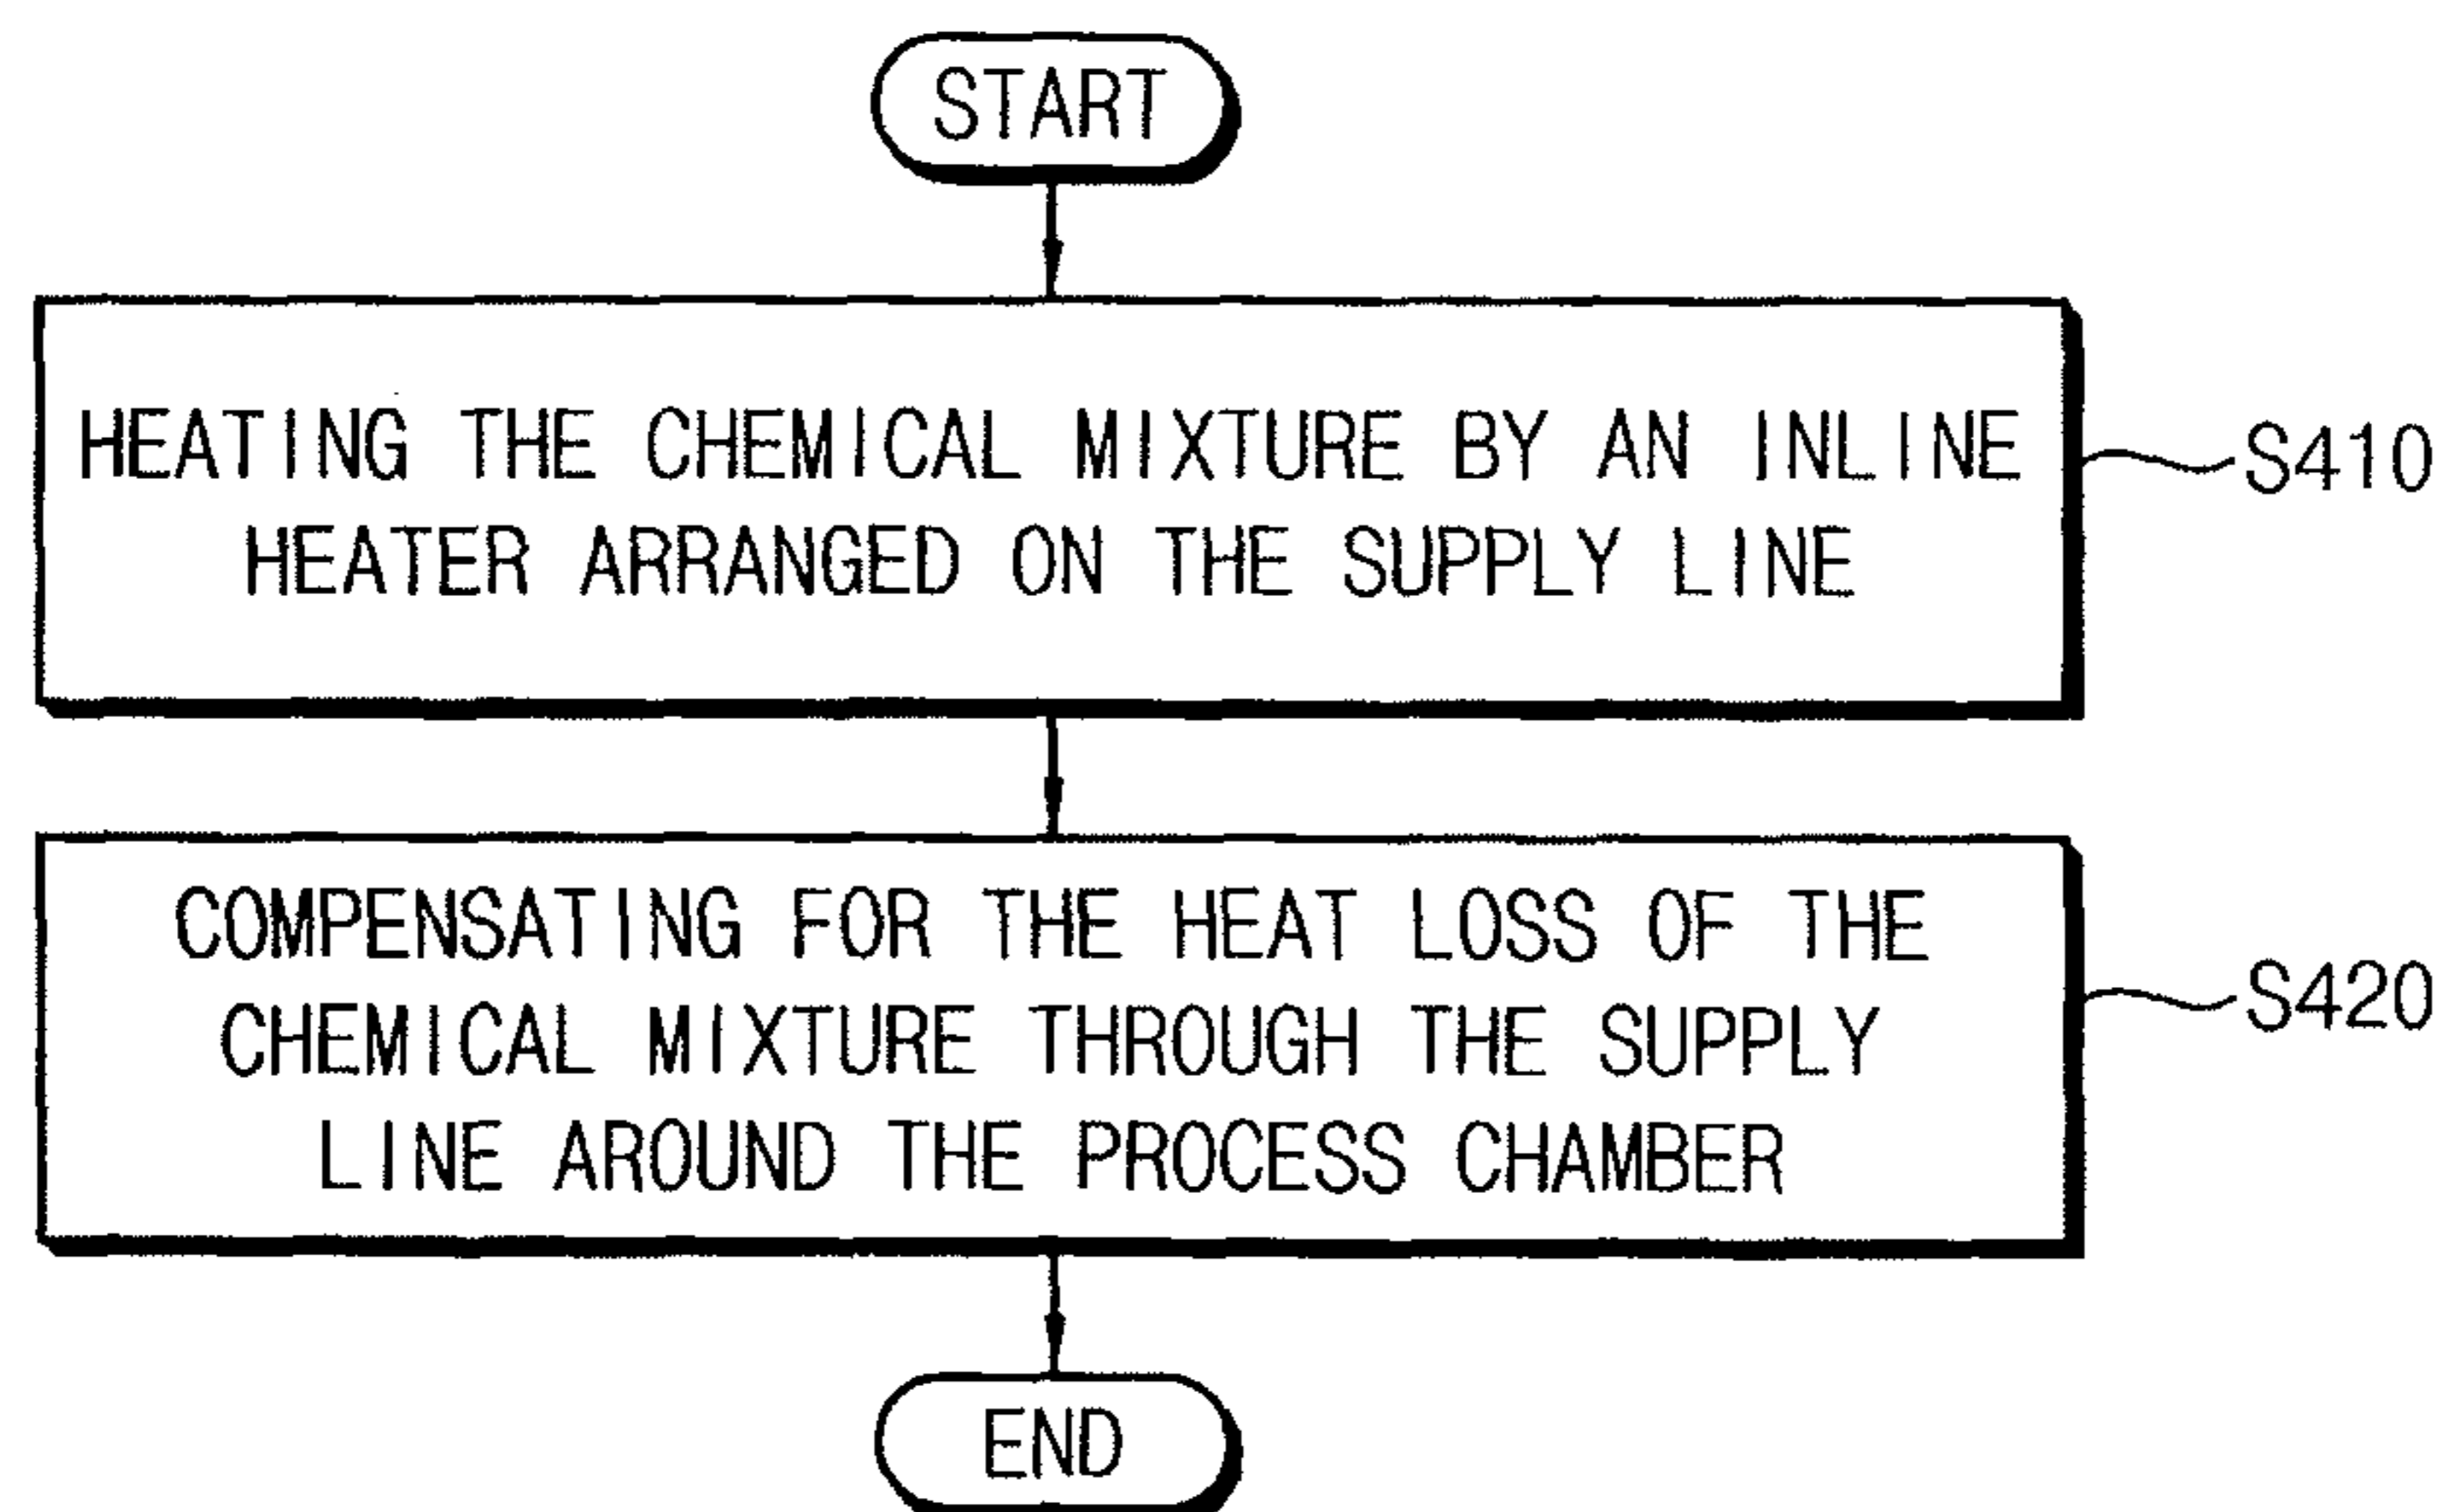 START
HEATING THE CHEMICAL MIXTURE BY AN INLINE
HEATER ARRANGED ON THE SUPPLY LINE
S410
COMPENSATING FOR THE HEAT LOSS OF THE
CHEMICAL MIXTURE THROUGH THE SUPPLY
LINE AROUND THE PROCESS CHAMBER
S420
END